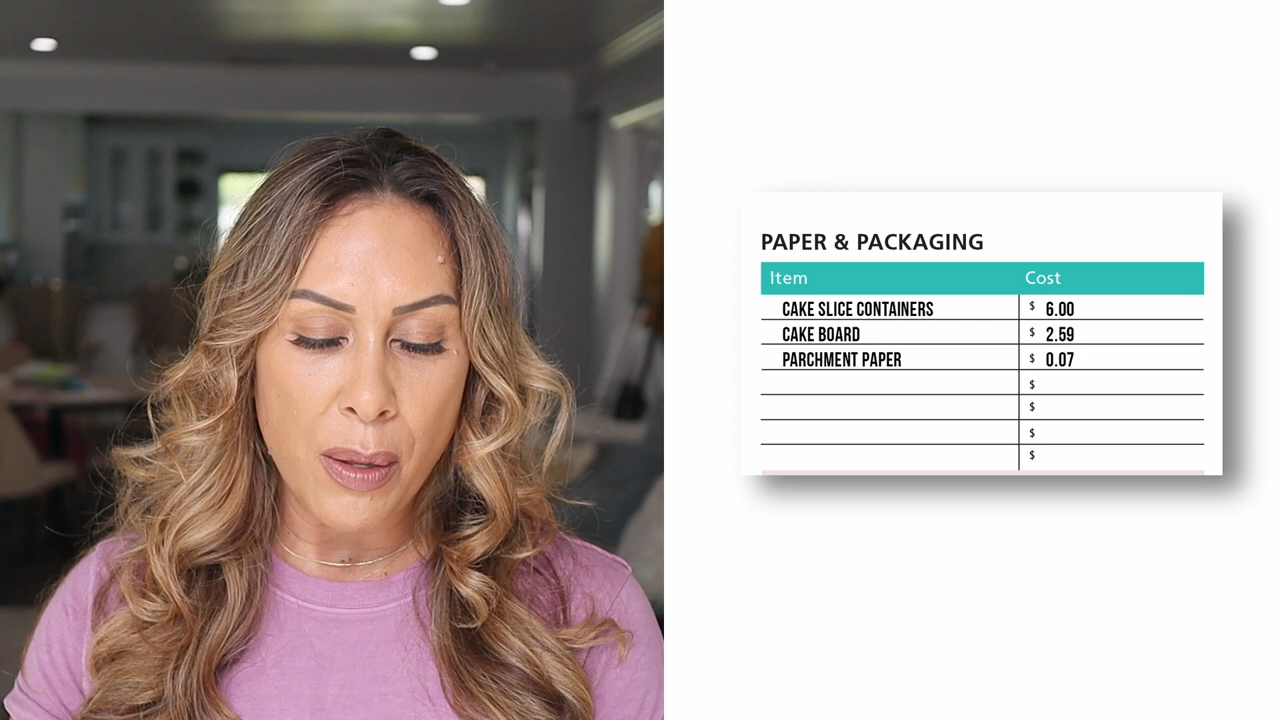 PAPER & PACKAGING
Item Cost
CAKE SLICE CONTAINERS $ 6.00
CAKE BOARD $ 2.59
PARCHMENT PAPER $ 0.07
$
$
$
$